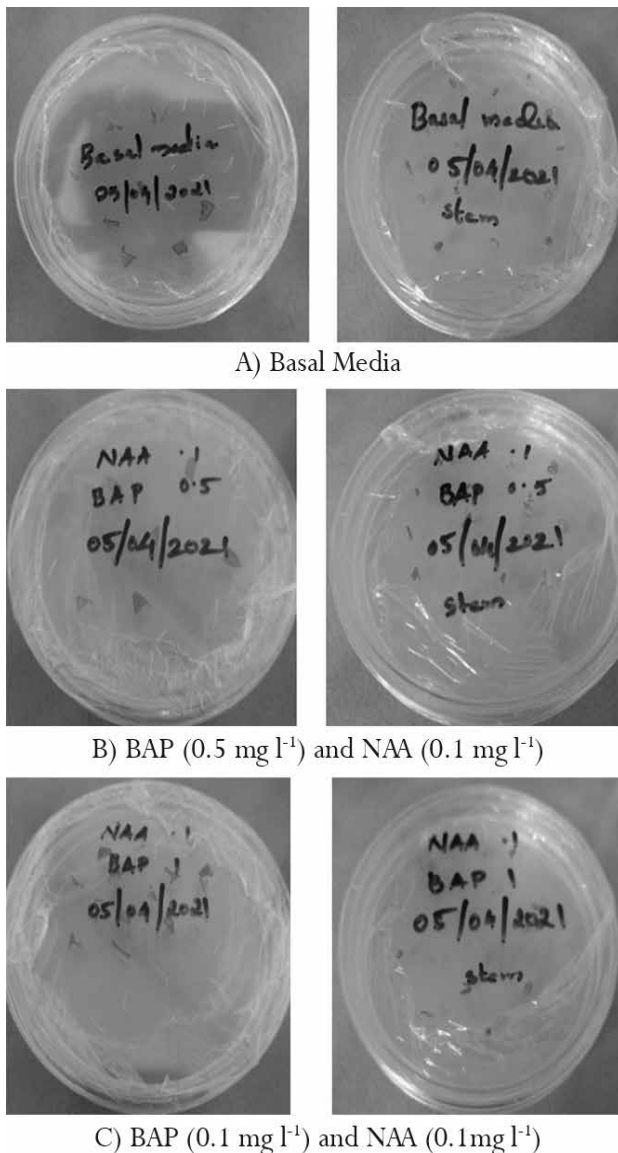 Basal media
05/04/2021
Basal media
05/04/2021
stem
A) Basal Media
NAA .1
BAP 0.5
05/04/2021
NAA .1
BAP 0.5
05/04/2021
stem
B) BAP (0.5 mg l⁻¹) and NAA (0.1 mg l⁻¹)
NAA .1
BAP 1
05/04/2021
NAA .1
BAP 1
05/04/2021
stem
C) BAP (0.1 mg l⁻¹) and NAA (0.1mg l⁻¹)